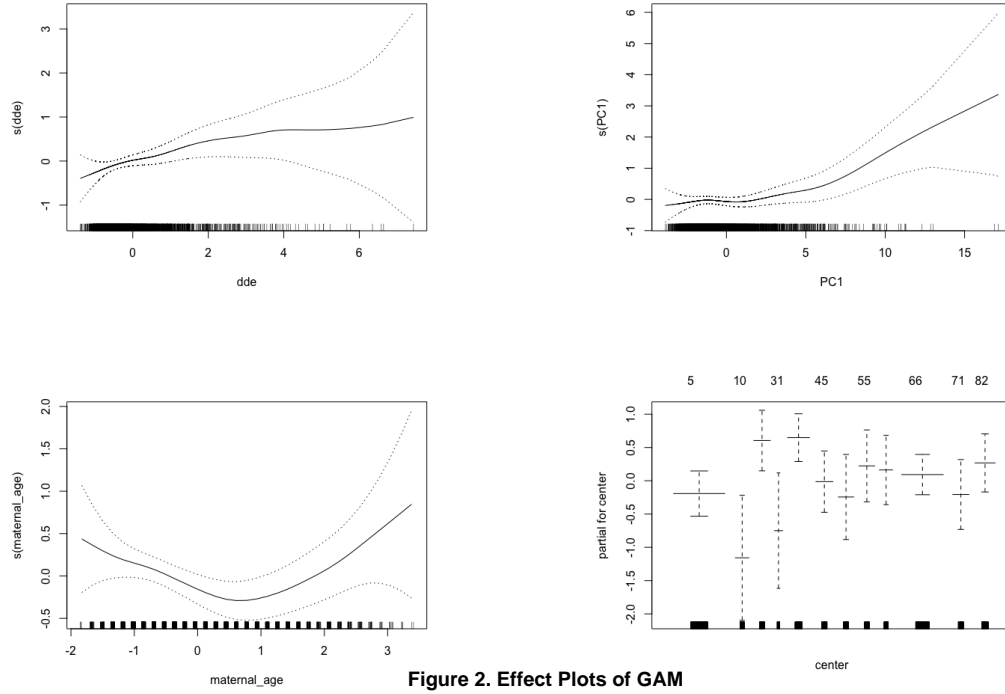 s(dde)
3
2
1
0
-1
0 2 4 6
dde
s(PC1)
6
5
4
3
2
1
0
-1
0 5 10 15
PC1
s(maternal_age)
2.0
1.5
1.0
0.5
0.0
-0.5
-2 -1 0 1 2 3
maternal_age
5 10 31 45 55 66 71 82
partial for center
1.0
0.5
0.0
-0.5
-1.0
-1.5
-2.0
center
Figure 2. Effect Plots of GAM